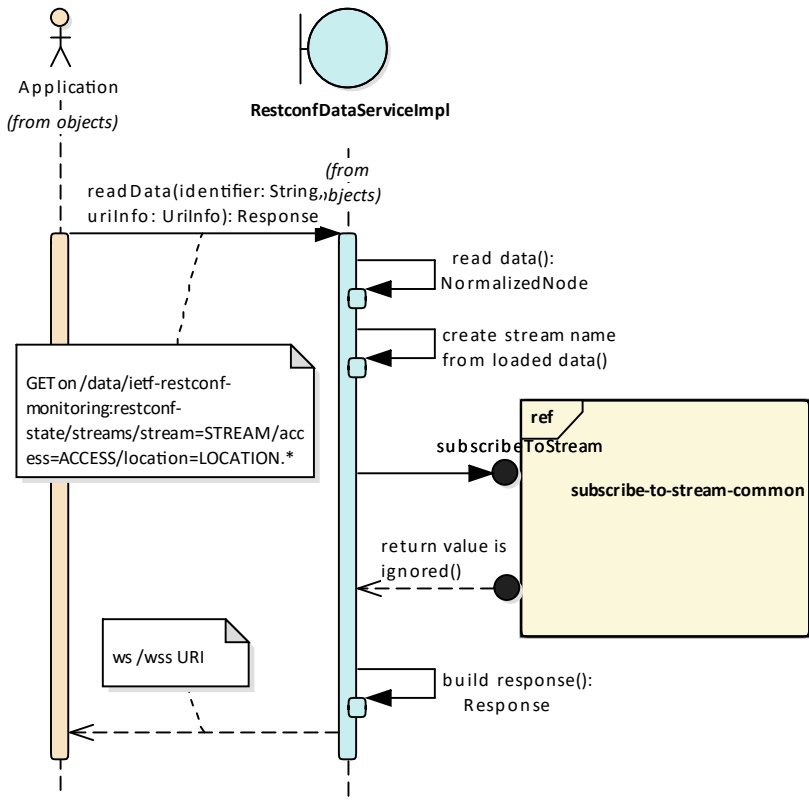 Application
(from objects)
RestconfDataServiceImpl
(from
objects)
readData(identifier: String,
uriInfo: UriInfo): Response
read data():
NormalizedNode
create stream name
from loaded data()
GET on /data/ietf-restconf-
monitoring:restconf-
state/streams/stream=STREAM/acc
ess=ACCESS/location=LOCATION.*
ref
subscribeToStream
subscribe-to-stream-common
return value is
ignored()
ws /wss URI
build response():
Response